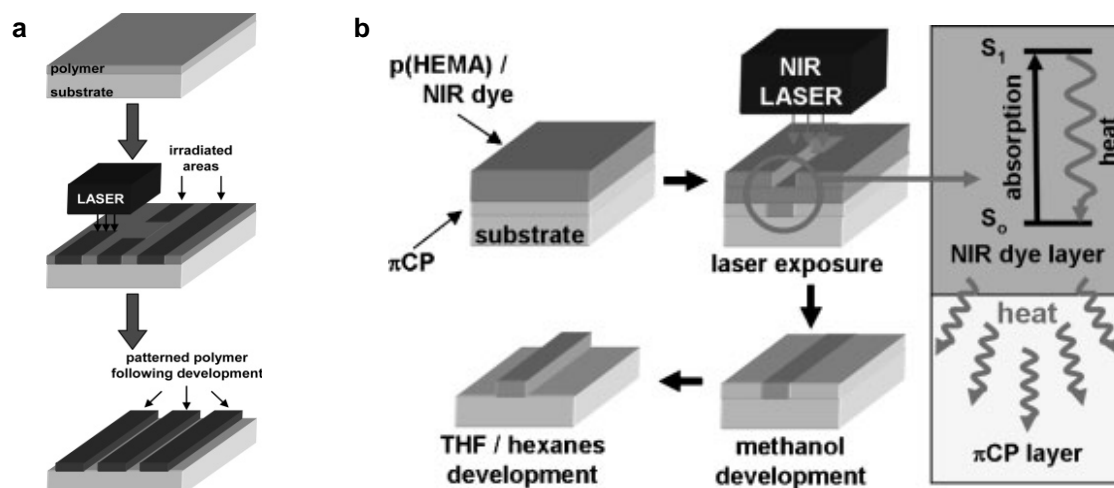 a
polymer
substrate
irradiated
areas
LASER
patterned polymer
following development
b
p(HEMA) /
NIR dye
πCP
substrate
NIR
LASER
laser exposure
methanol
development
THF / hexanes
development
S1
absorption
heat
So
NIR dye layer
heat
πCP layer